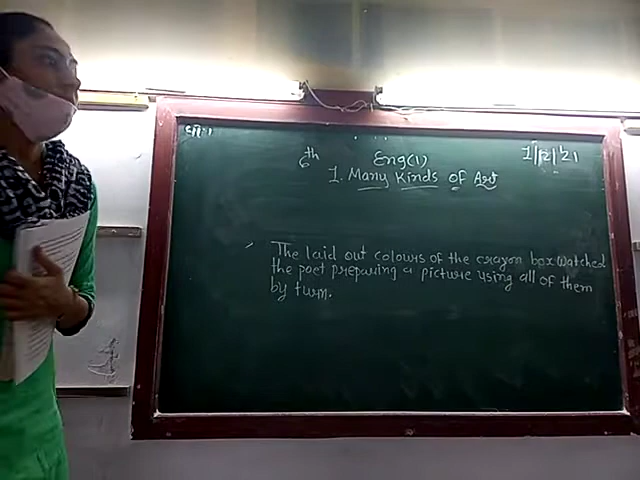 6th Eng(1) 1/12/21
1. Many Kinds of Art
The laid out colours of the crayon box watched
the poet preparing a picture using all of them
by turn.